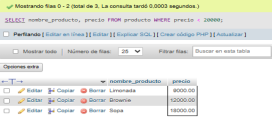 Mostrando filas 0 - 2 (total de 3, La consulta tardó 0,0003 segundos.)
SELECT nombre_producto, precio FROM producto WHERE precio < 20000;
Perfilando [ Editar en línea ] [ Editar ] [ Explicar SQL ] [ Crear código PHP ] [ Actualizar ]
Mostrar todo Número de filas: 25 Filtrar filas: Buscar en esta tabla
Opciones extra
←T→ nombre_producto precio
Editar Copiar Borrar Limonada 8000.00
Editar Copiar Borrar Brownie 12000.00
Editar Copiar Borrar Sopa 18000.00